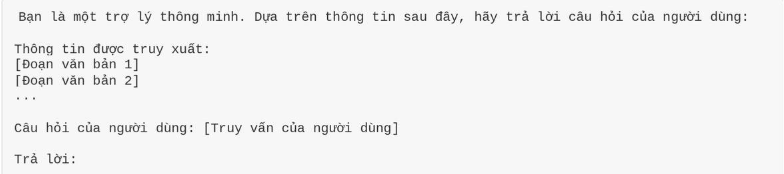 Bạn là một trợ lý thông minh. Dựa trên thông tin sau đây, hãy trả lời câu hỏi của người dùng:
Thông tin được truy xuất:
[Đoạn văn bản 1]
[Đoạn văn bản 2]
...
Câu hỏi của người dùng: [Truy vấn của người dùng]
Trả lời: